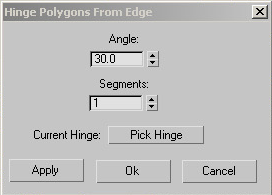 Hinge Polygons From Edge
Angle:
30.0
Segments:
1
Current Hinge: Pick Hinge
Apply Ok Cancel